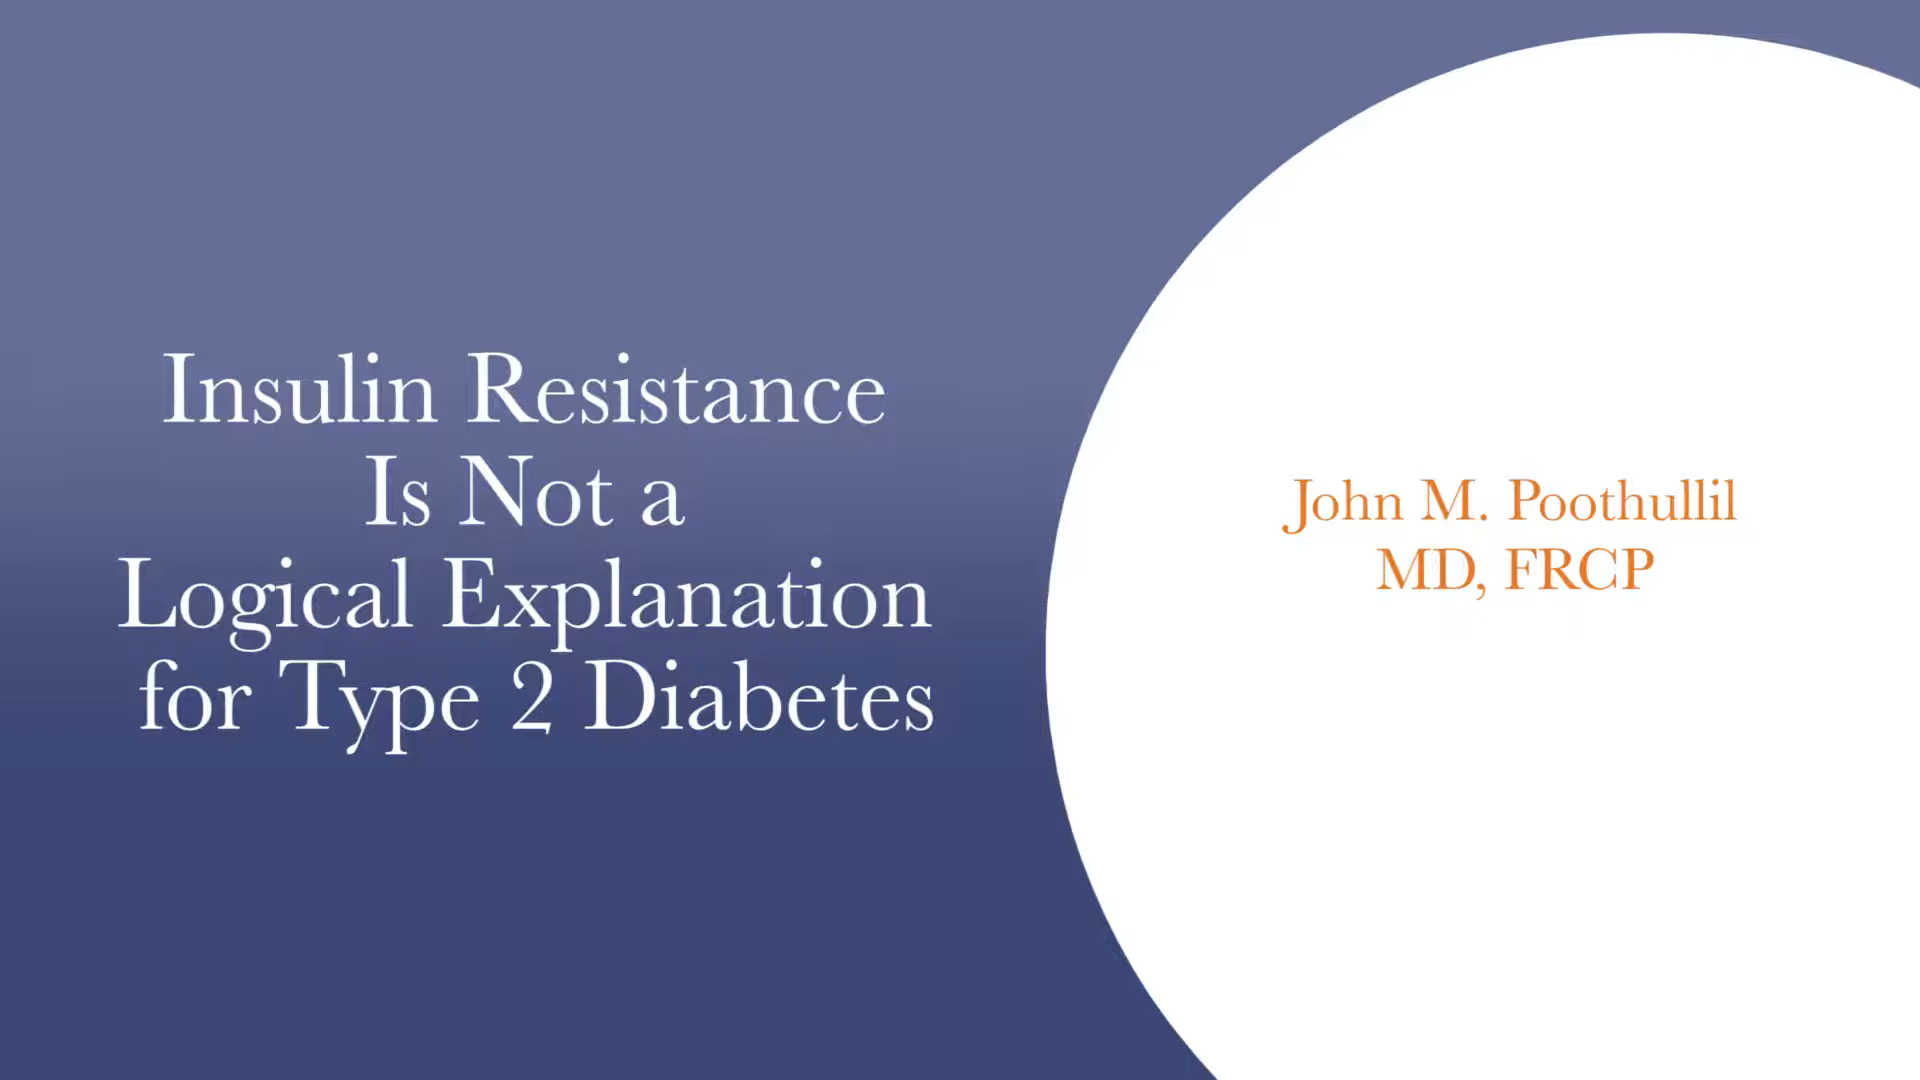 Insulin Resistance
Is Not a
Logical Explanation
for Type 2 Diabetes
John M. Poothullil
MD, FRCP